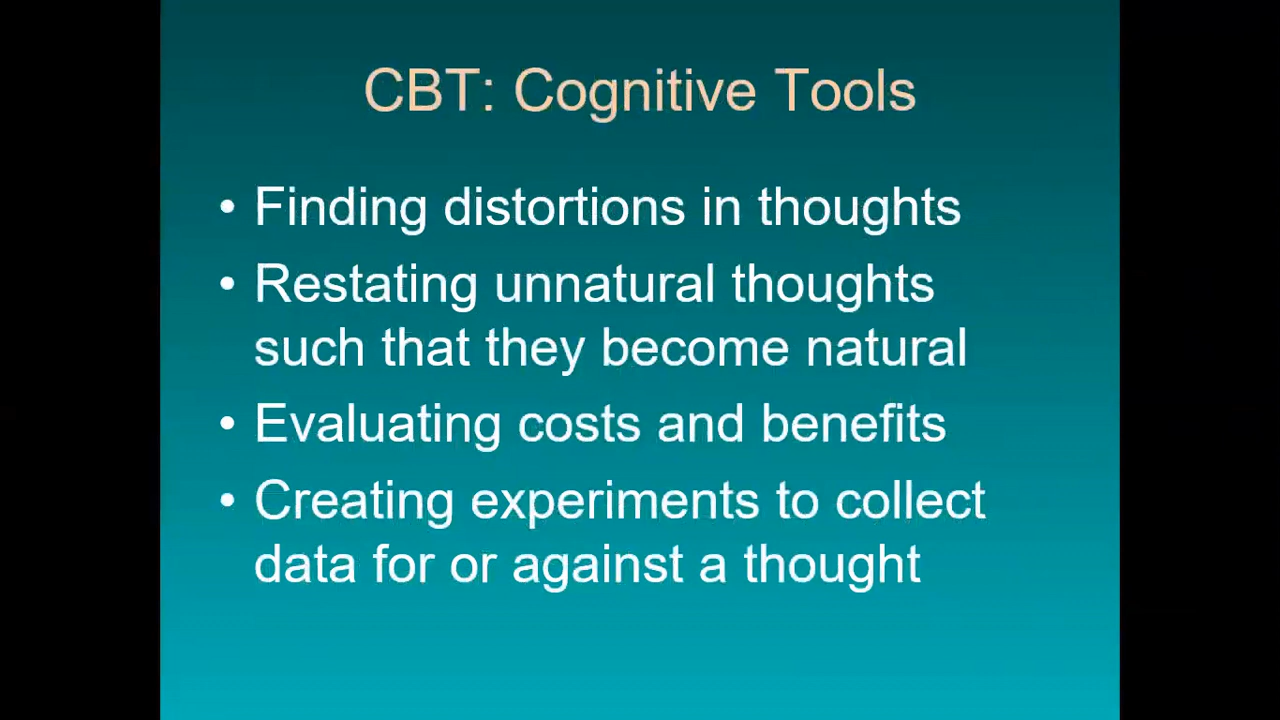 CBT: Cognitive Tools
• Finding distortions in thoughts
• Restating unnatural thoughts
such that they become natural
• Evaluating costs and benefits
• Creating experiments to collect
data for or against a thought